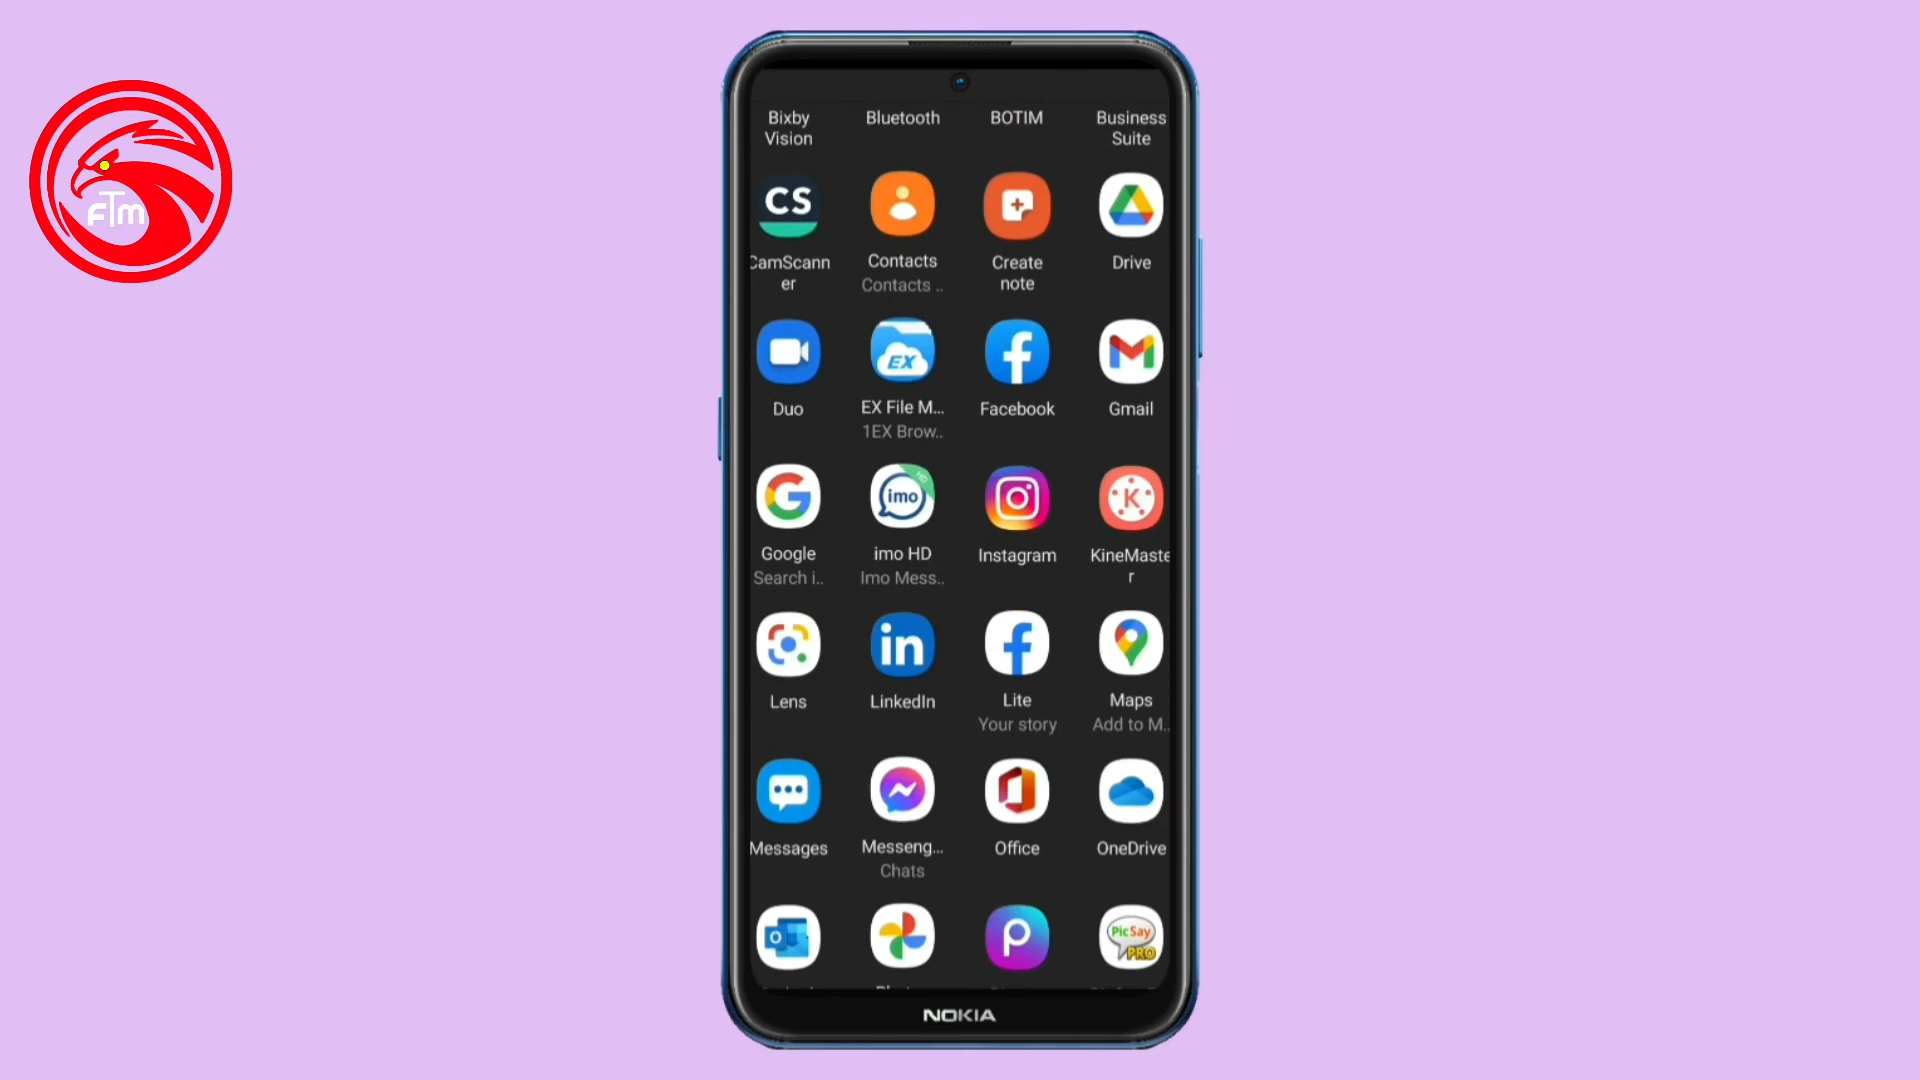 Bixby Bluetooth BOTIM Business
Vision Suite
CS
CamScann Contacts Create Drive
er Contacts .. note
EX
Duo EX File M... Facebook Gmail
1EX Brow..
imo HD K
Google imo HD Instagram KineMaste
Search i.. Imo Mess.. r
in
Lens LinkedIn Lite Maps
Your story Add to M..
Messages Messeng... Office OneDrive
Chats
O P PicSay
PRO
NOKIA
FTm